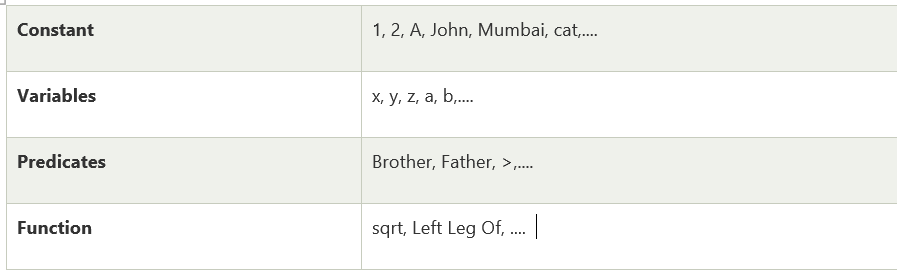 Constant 1, 2, A, John, Mumbai, cat,....
Variables x, y, z, a, b,....
Predicates Brother, Father, >,....
Function sqrt, Left Leg Of, ....